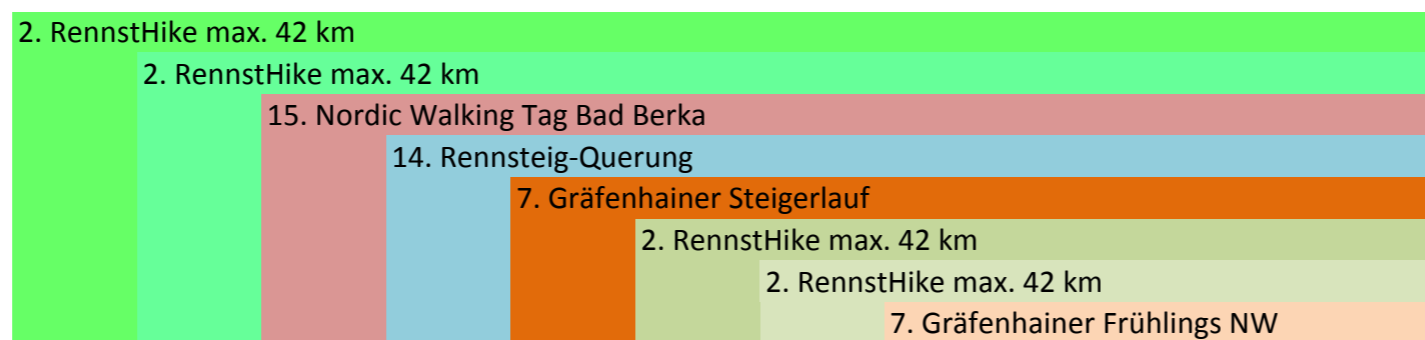 2. RennstHike max. 42 km
2. RennstHike max. 42 km
15. Nordic Walking Tag Bad Berka
14. Rennsteig-Querung
7. Gräfenhainer Steigerlauf
2. RennstHike max. 42 km
2. RennstHike max. 42 km
7. Gräfenhainer Frühlings NW